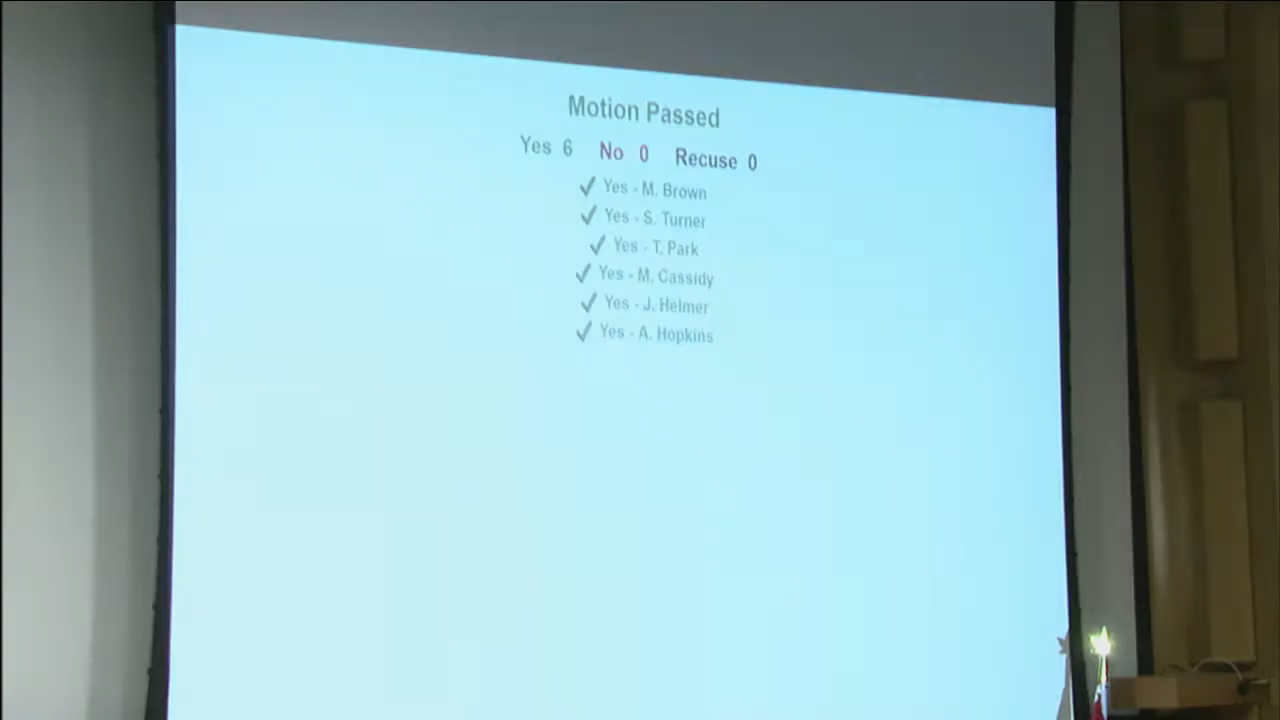 Motion Passed
Yes 6 No 0 Recuse 0
✓ Yes - M. Brown
✓ Yes - S. Turner
✓ Yes - T. Park
✓ Yes - M. Cassidy
✓ Yes - J. Helmer
✓ Yes - A. Hopkins